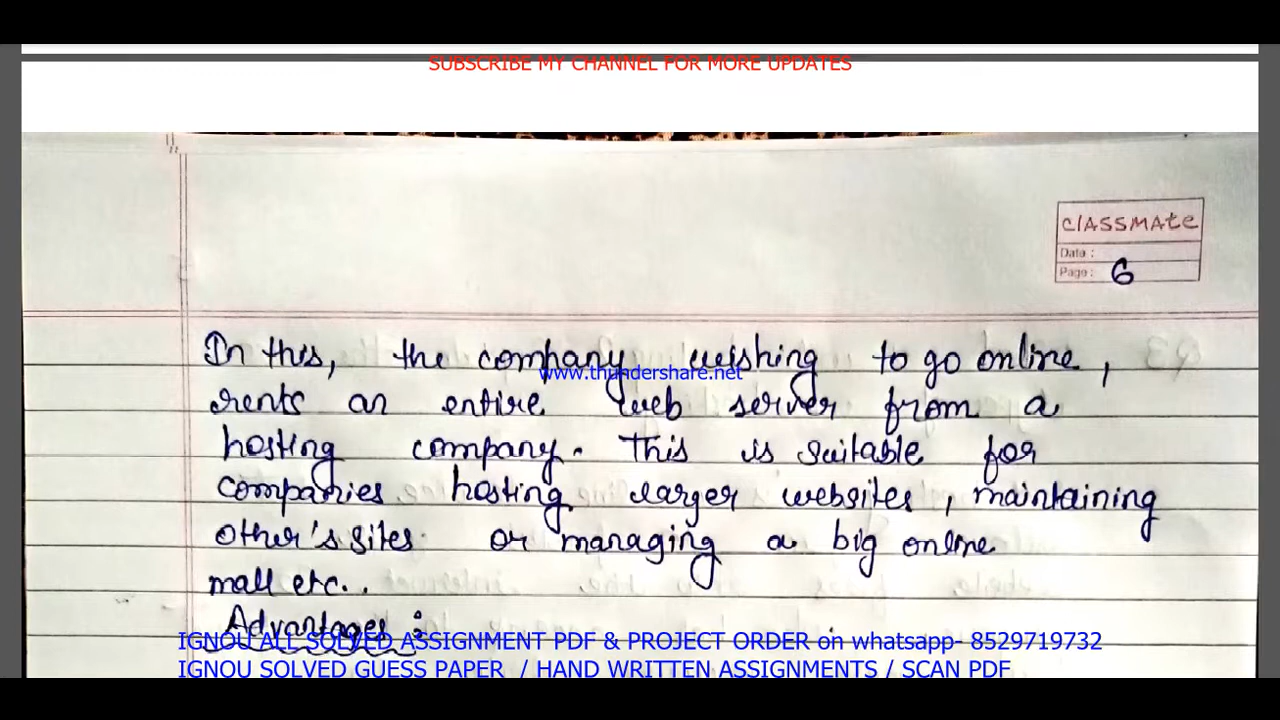 SUBSCRIBE MY CHANNEL FOR MORE UPDATES
CLASSMATE
Date :
Page : 6
In this, the company weishing to go online,
www.thundershare.net
rents an entire web server from a
hosting company. This is suitable for
companies hosting larger websites, maintaining
other's sites or managing a big online
mall etc..
Advantages :
IGNOU ALL SOLVED ASSIGNMENT PDF & PROJECT ORDER on whatsapp- 8529719732
IGNOU SOLVED GUESS PAPER / HAND WRITTEN ASSIGNMENTS / SCAN PDF